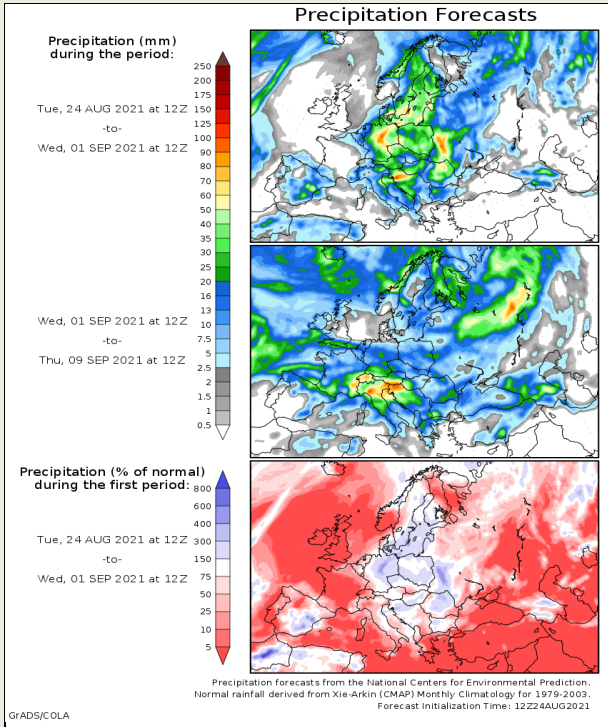 Precipitation Forecasts
Precipitation (mm)
during the period:
Tue, 24 AUG 2021 at 12Z
-to-
Wed, 01 SEP 2021 at 12Z
250
200
175
150
125
100
90
80
70
60
50
40
35
30
25
20
16
13
10
7.5
5
2.5
2
1.5
1
0.5
Wed, 01 SEP 2021 at 12Z
-to-
Thu, 09 SEP 2021 at 12Z
Precipitation (% of normal)
during the first period:
Tue, 24 AUG 2021 at 12Z
-to-
Wed, 01 SEP 2021 at 12Z
800
600
400
300
150
75
50
25
10
5
Precipitation forecasts from the National Centers for Environmental Prediction.
Normal rainfall derived from Xie-Arkin (CMAP) Monthly Climatology for 1979-2003.
Forecast Initialization Time: 12Z24AUG2021
GrADS/COLA